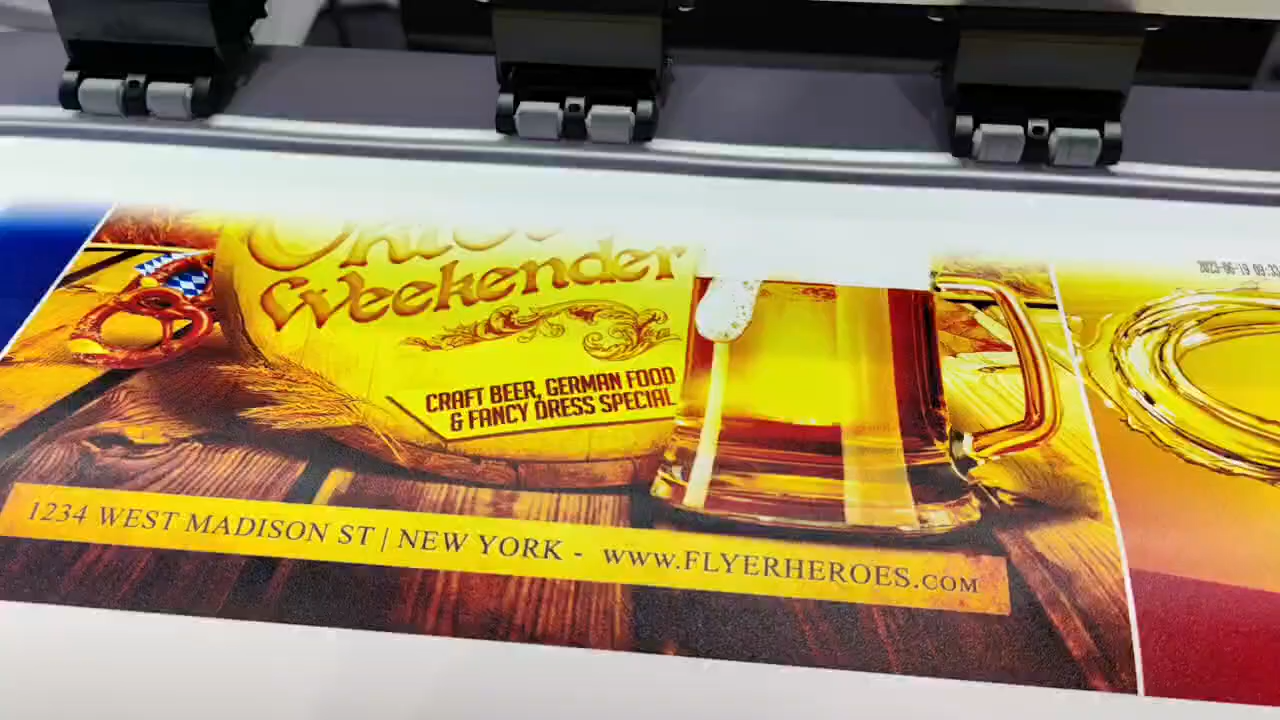 Weekender
CRAFT BEER, GERMAN FOOD
& FANCY DRESS SPECIAL
1234 WEST MADISON ST | NEW YORK - WWW.FLYERHEROES.COM